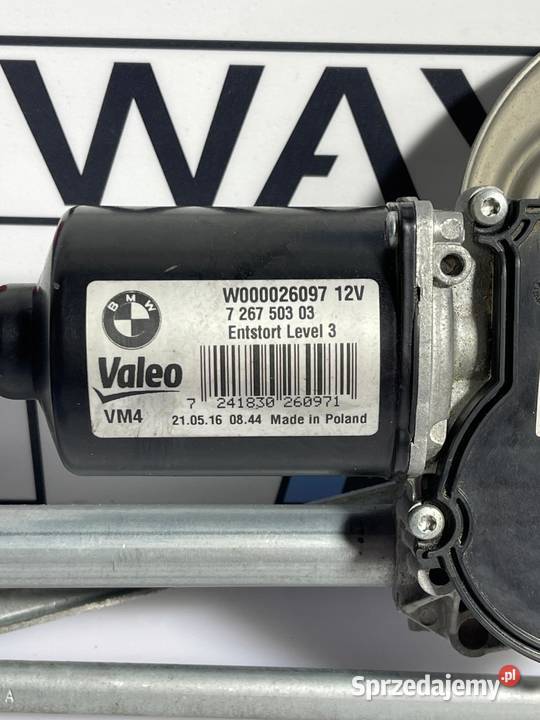 WAY
BMW
W000026097 12V
7 267 503 03
Entstort Level 3
Valeo
7 241830 260971
VM4
21.05.16 08.44 Made in Poland
A
Sprzedajemy.pl